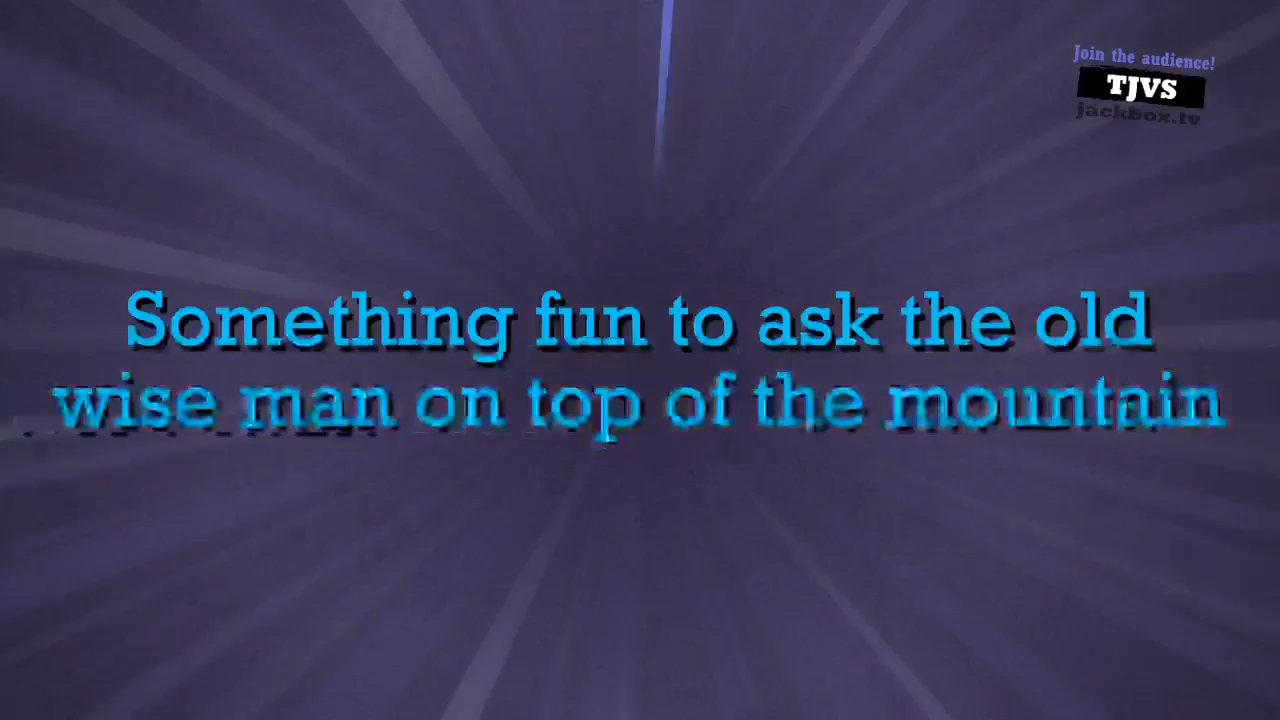 Join the audience!
TJVS
jackbox.tv
Something fun to ask the old
wise man on top of the mountain